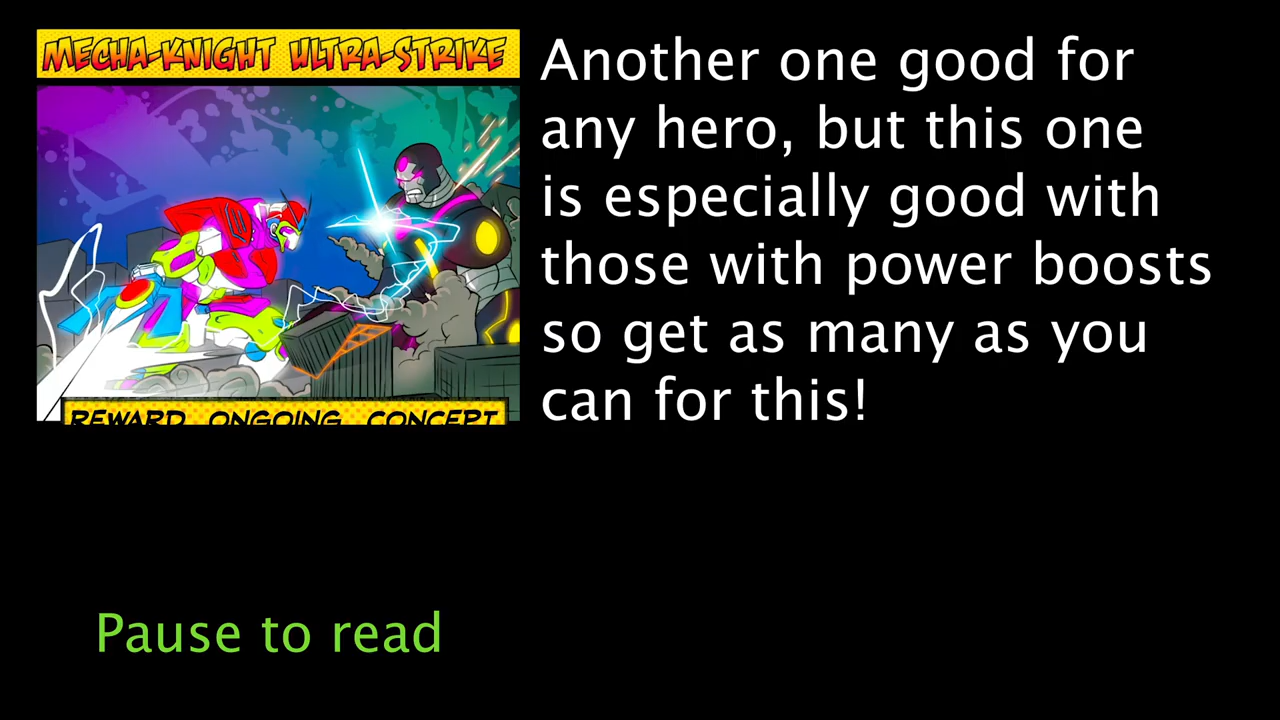 MECHA-KNIGHT ULTRA-STRIKE
REWARD ONGOING CONCEPT
Another one good for
any hero, but this one
is especially good with
those with power boosts
so get as many as you
can for this!
Pause to read